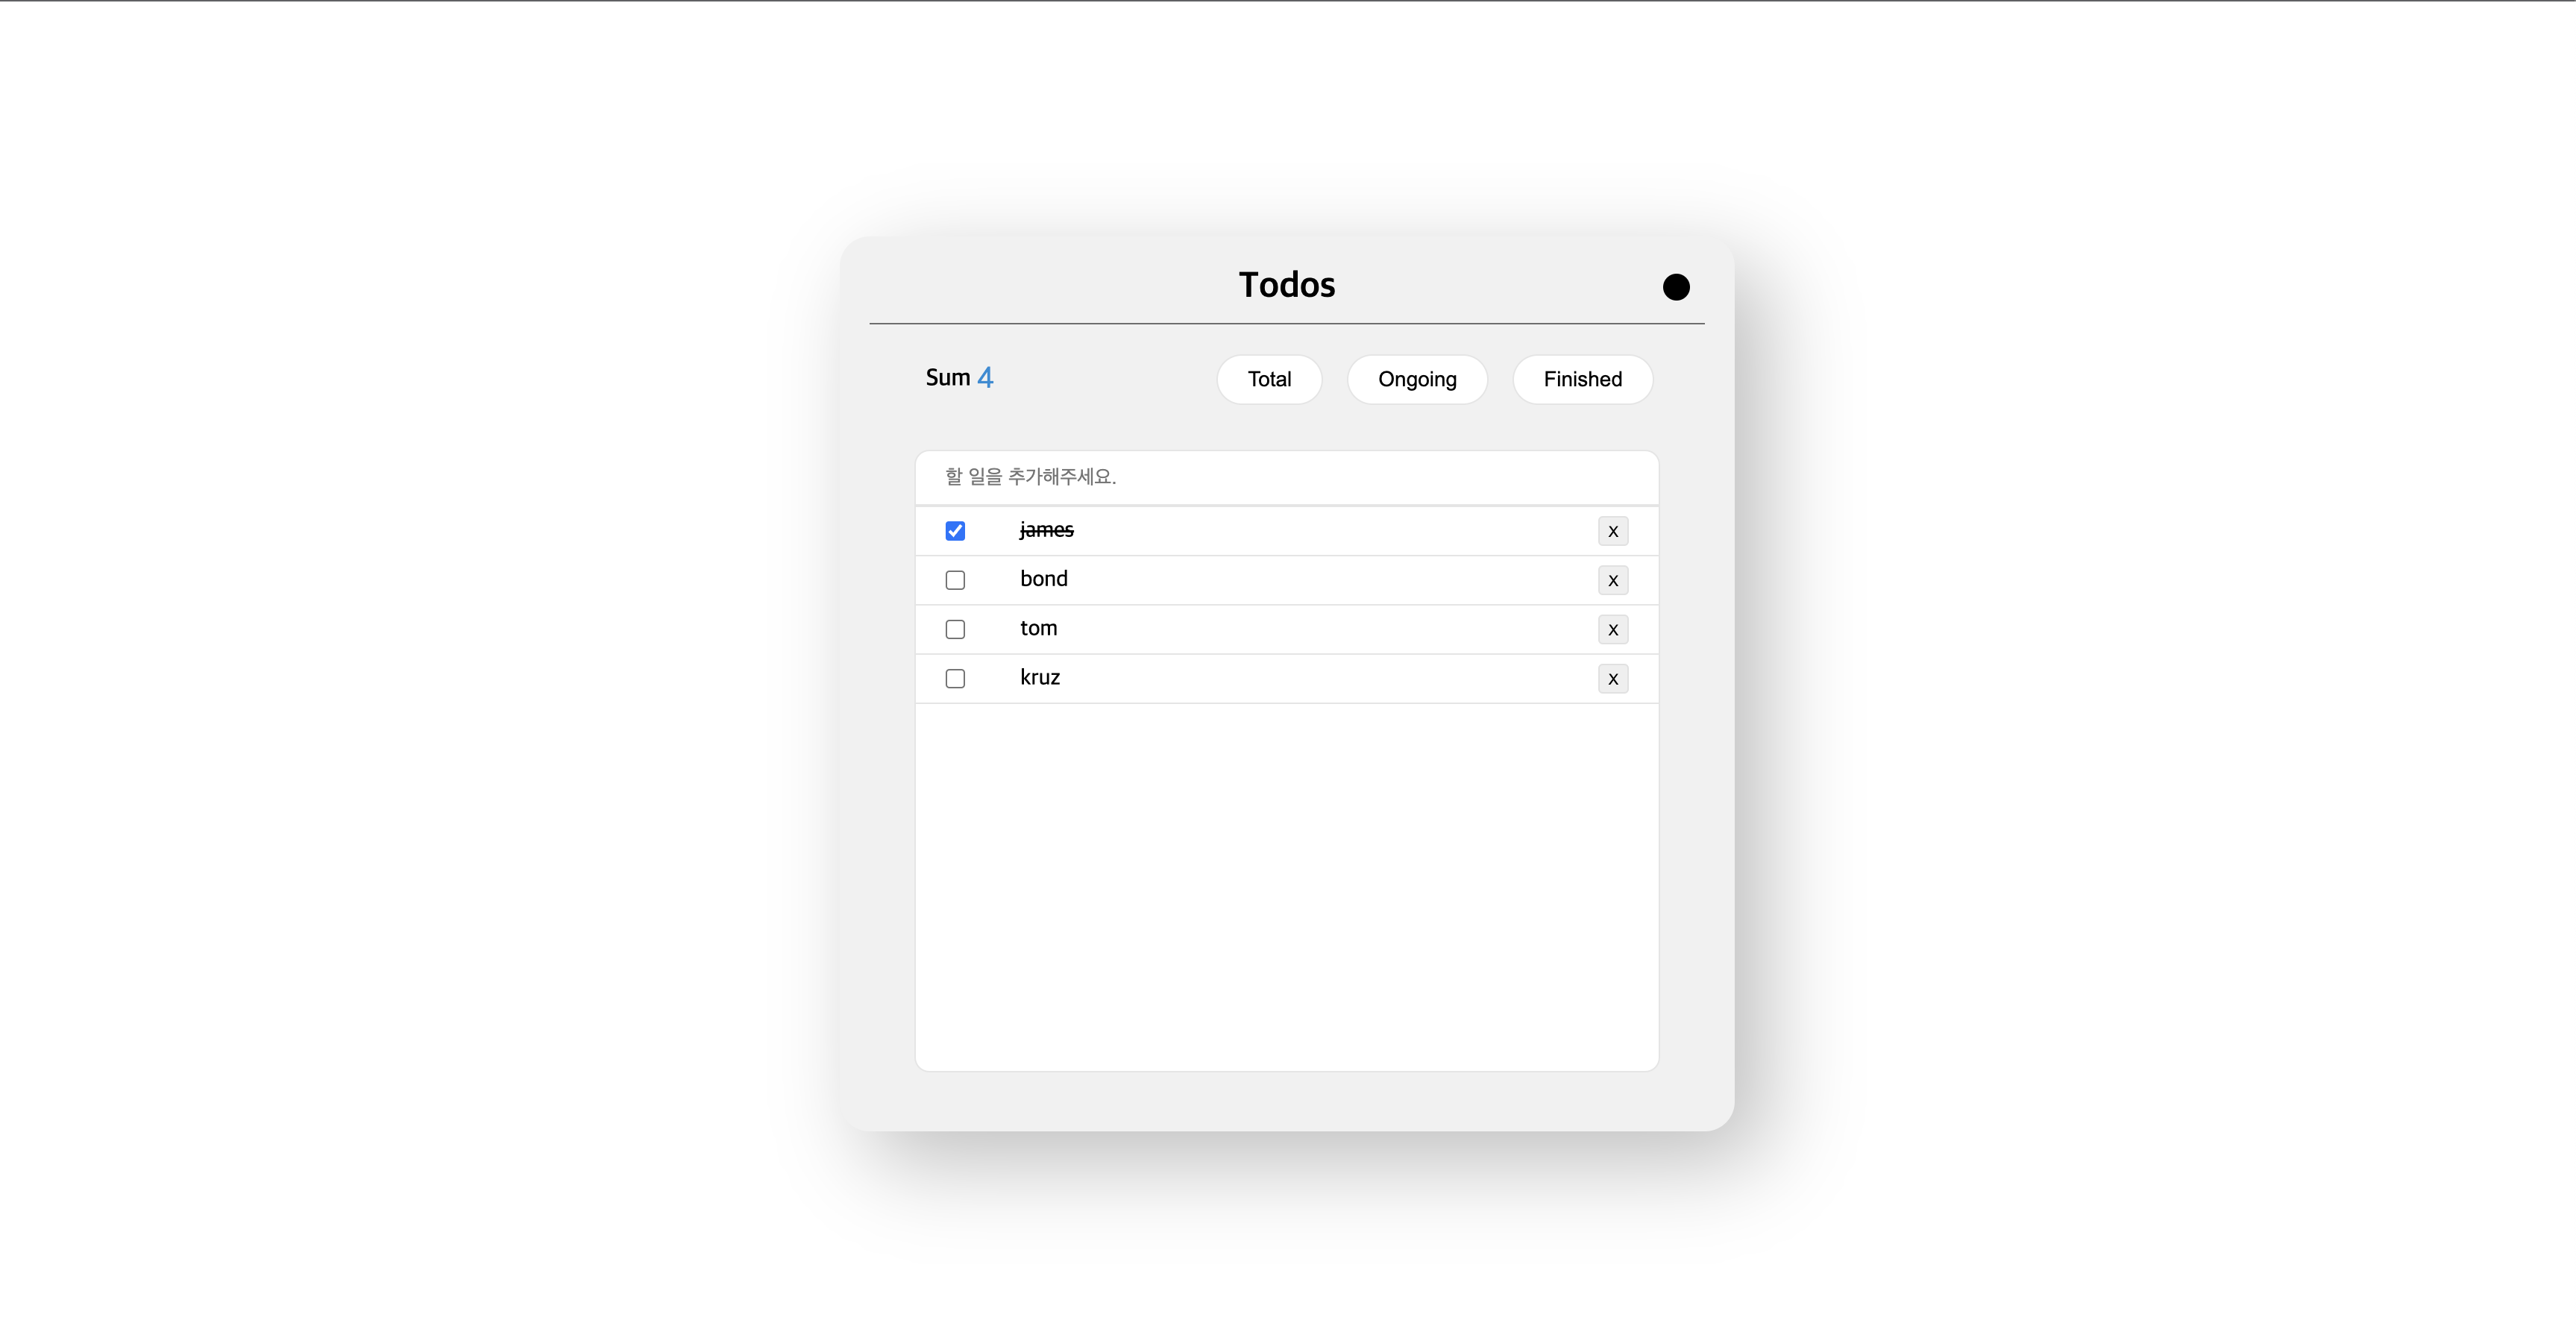 Todos
Sum 4
Total
Ongoing
Finished
할 일을 추가해주세요.
james
X
bond
X
tom
X
kruz
X